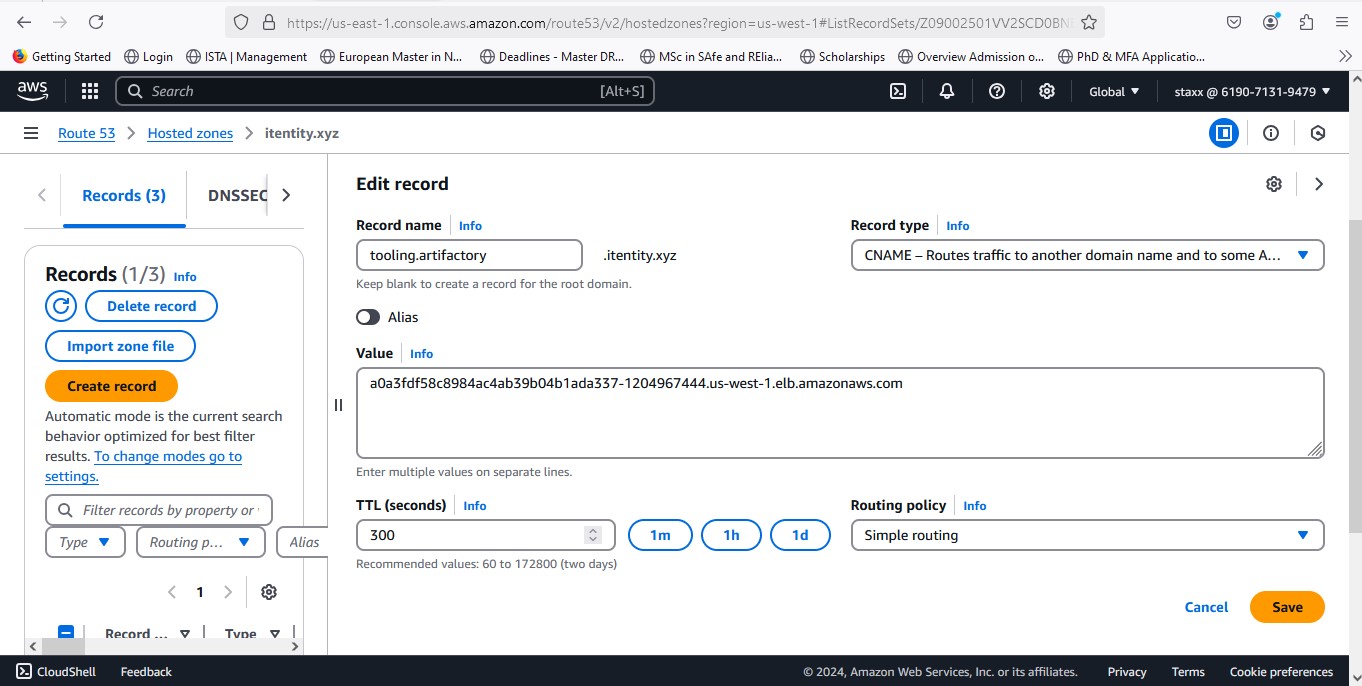 https://us-east-1.console.aws.amazon.com/route53/v2/hostedzones?region=us-west-1#ListRecordSets/Z09002501VV2SCD0BN
Getting Started Login ISTA | Management European Master in N... Deadlines - Master DR... MSc in SAfe and RElia... Scholarships Overview Admission o... PhD & MFA Applicatio...
aws Search [Alt+S] Global staxx @ 6190-7131-9479
Route 53 > Hosted zones > itentity.xyz
Records (3) DNSSEC
Records (1/3) Info
Delete record
Import zone file
Create record
Automatic mode is the current search
behavior optimized for best filter
results. To change modes go to
settings.
Filter records by property or
Type Routing p... Alias
1
Record ... Type
Edit record
Record name Info
tooling.artifactory .itentity.xyz
Keep blank to create a record for the root domain.
Record type Info
CNAME – Routes traffic to another domain name and to some A...
Alias
Value Info
a0a3fdf58c8984ac4ab39b04b1ada337-1204967444.us-west-1.elb.amazonaws.com
Enter multiple values on separate lines.
TTL (seconds) Info
300 1m 1h 1d
Recommended values: 60 to 172800 (two days)
Routing policy Info
Simple routing
Cancel Save
CloudShell Feedback © 2024, Amazon Web Services, Inc. or its affiliates. Privacy Terms Cookie preferences